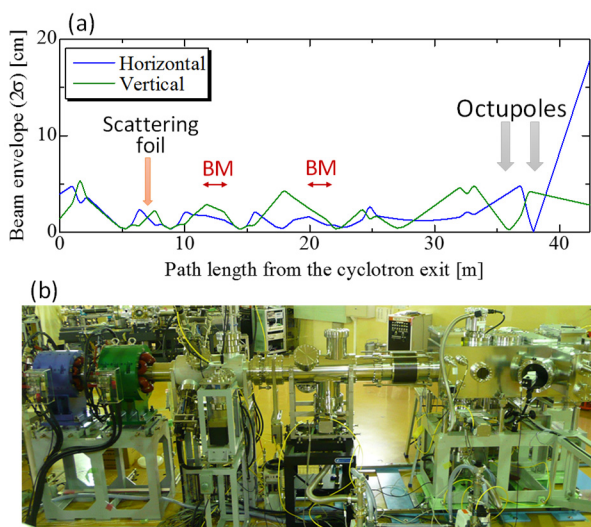 (a)
20
Horizontal
Vertical
Octupoles
Scattering
foil
BM
BM
10
0
Beam envelope (2σ) [cm]
0
10
20
30
40
Path length from the cyclotron exit [m]
(b)